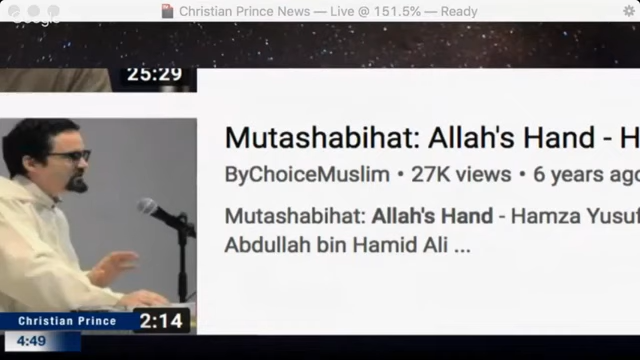 Christian Prince News — Live @ 151.5% — Ready
Google
25:29
Mutashabihat: Allah's Hand - H
ByChoiceMuslim • 27K views • 6 years ago
Mutashabihat: Allah's Hand - Hamza Yusuf
Abdullah bin Hamid Ali ...
Christian Prince
2:14
4:49